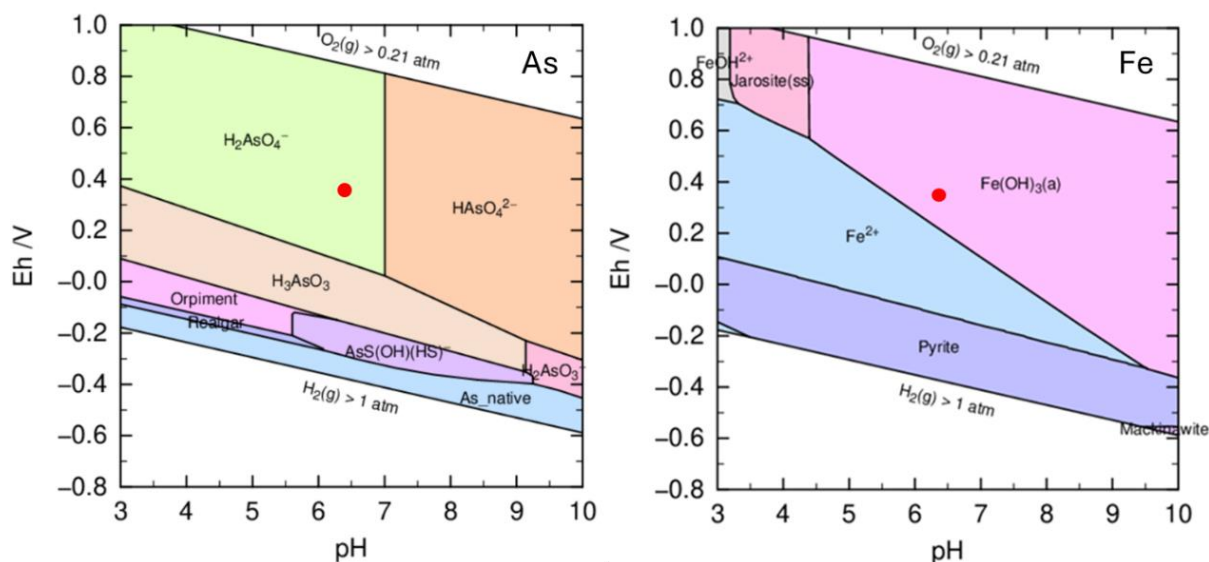 As
O₂(g) > 0.21 atm
H₂AsO₄⁻
HAsO₄²⁻
H₃AsO₃
Orpiment
Realgar
AsS(OH)(HS)⁻
H₂AsO₃⁻
As_native
H₂(g) > 1 atm
Eh /V
1.0
0.8
0.6
0.4
0.2
−0.0
−0.2
−0.4
−0.6
−0.8
3 4 5 6 7 8 9 10
pH
Fe
O₂(g) > 0.21 atm
FeOH²⁺
Jarosite(ss)
Fe(OH)₃(a)
Fe²⁺
Pyrite
H₂(g) > 1 atm
Mackinawite
Eh /V
1.0
0.8
0.6
0.4
0.2
−0.0
−0.2
−0.4
−0.6
−0.8
3 4 5 6 7 8 9 10
pH